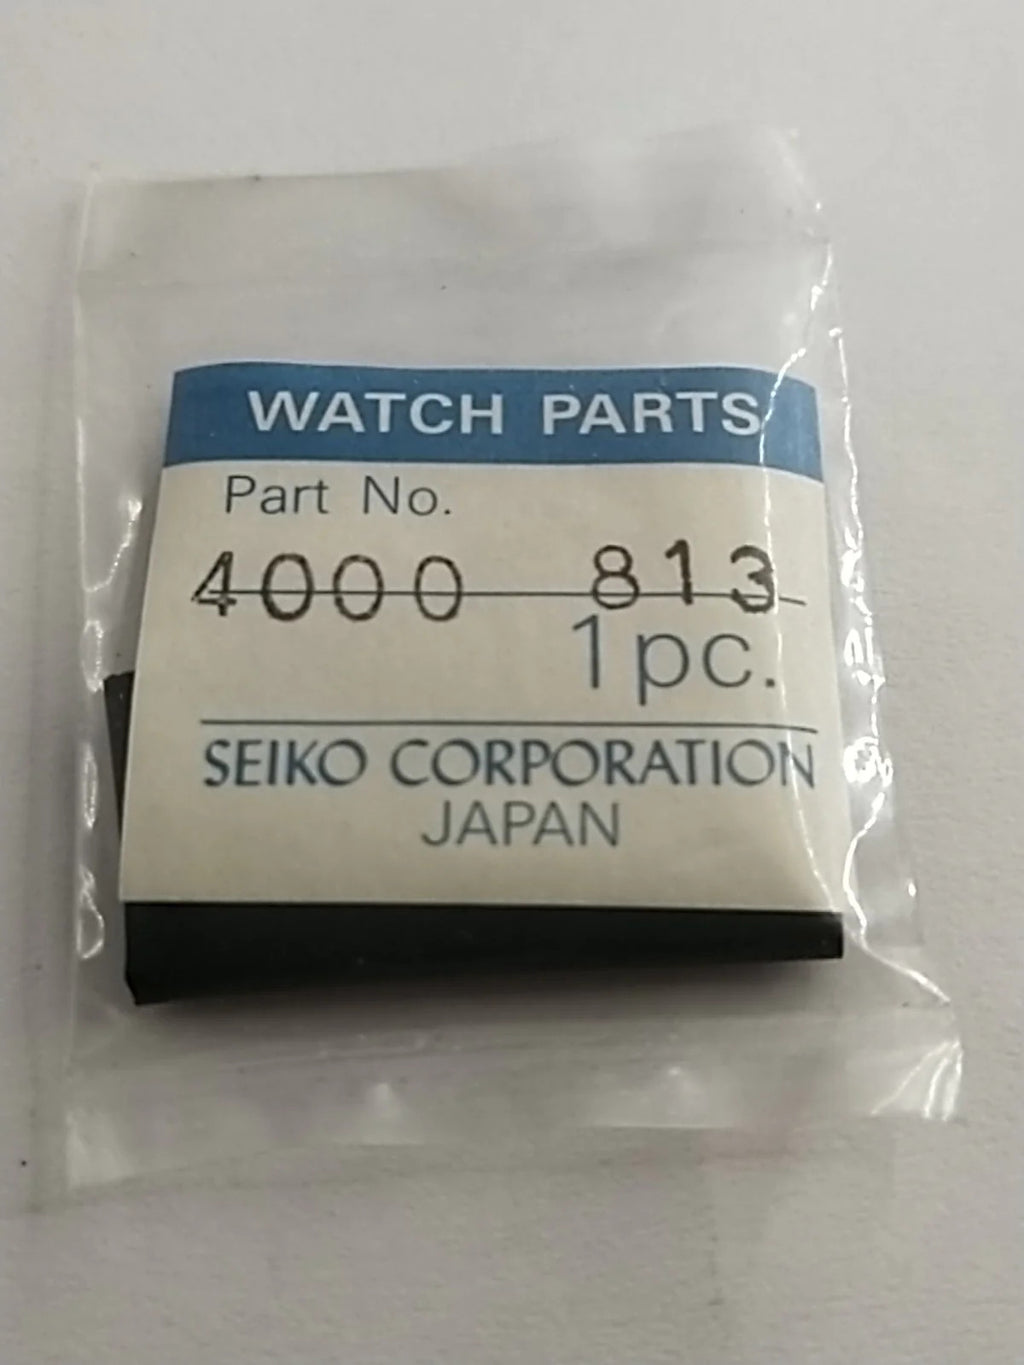 WATCH PARTS
Part No.
4000 813
1pc.
SEIKO CORPORATION
JAPAN